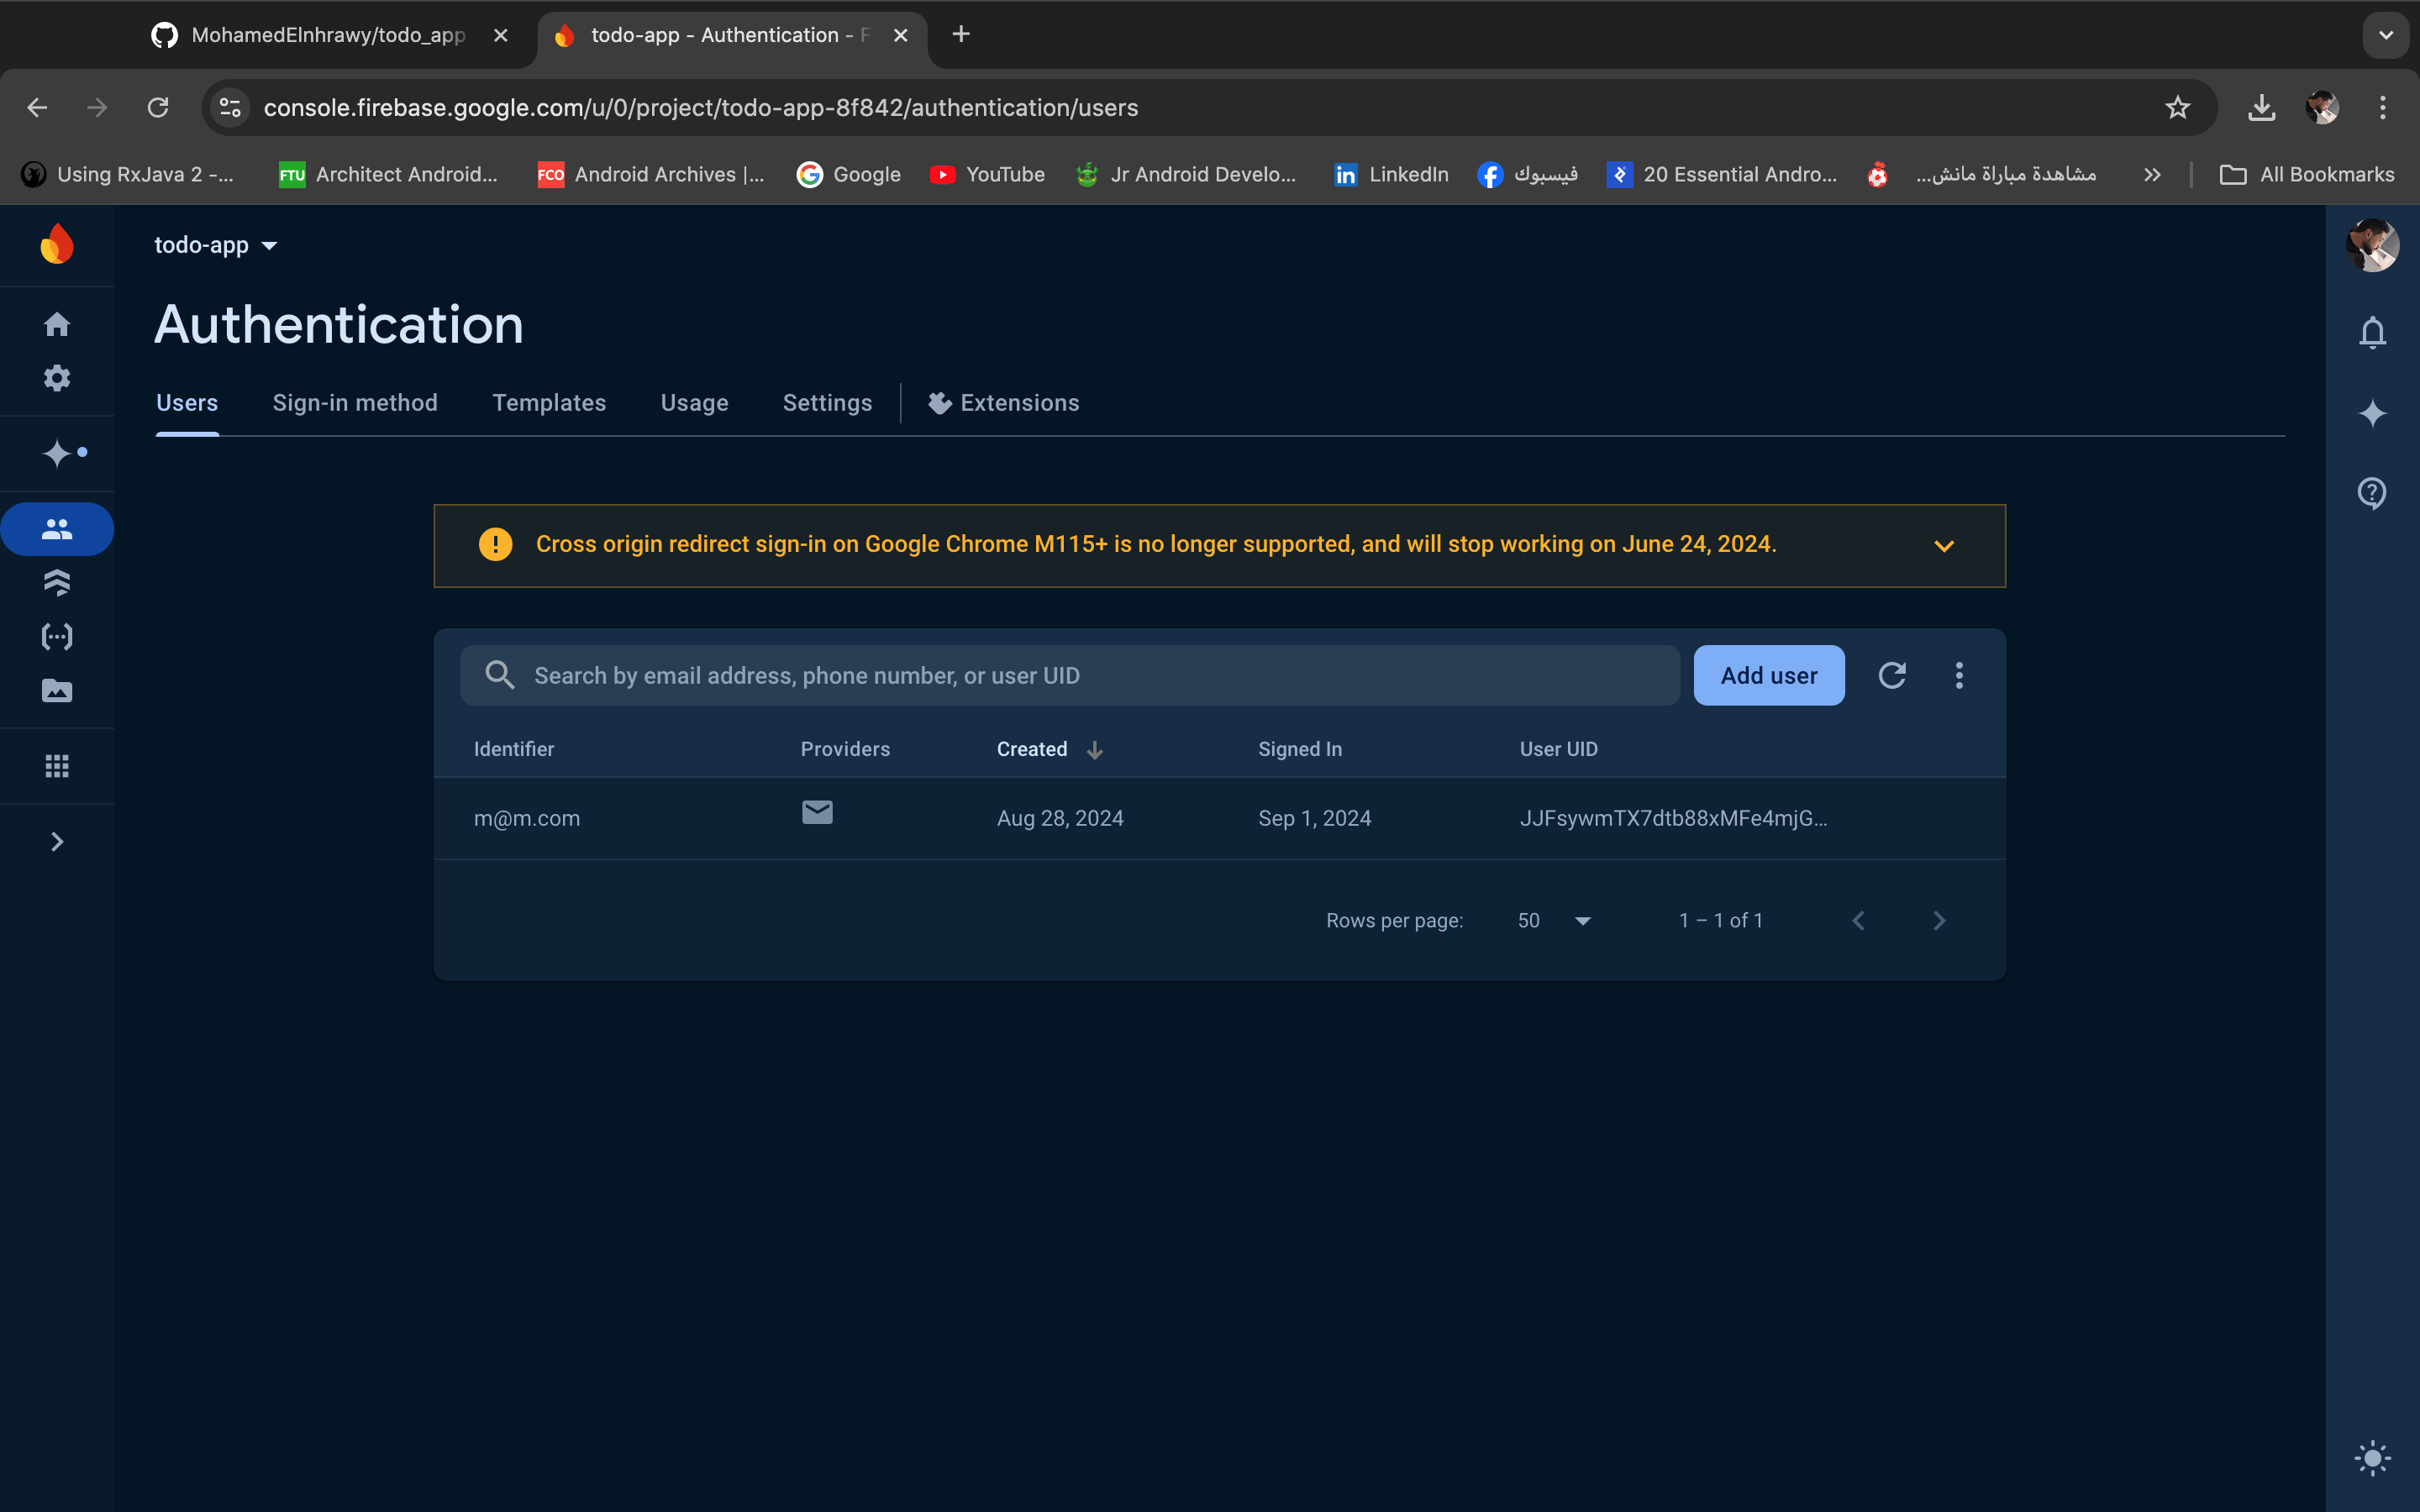 MohamedElnhrawy/todo_app
todo-app - Authentication - F
console.firebase.google.com/u/0/project/todo-app-8f842/authentication/users
Using RxJava 2 -...
FTU Architect Android...
FCO Android Archives |...
Google
YouTube
Jr Android Develo...
in LinkedIn
فيسبوك
20 Essential Andro...
مشاهدة مباراة مانش...
All Bookmarks
todo-app
Authentication
Users
Sign-in method
Templates
Usage
Settings
Extensions
Cross origin redirect sign-in on Google Chrome M115+ is no longer supported, and will stop working on June 24, 2024.
Search by email address, phone number, or user UID
Add user
Identifier
Providers
Created
Signed In
User UID
m@m.com
Aug 28, 2024
Sep 1, 2024
JJFsywmTX7dtb88xMFe4mjG...
Rows per page:
50
1 – 1 of 1